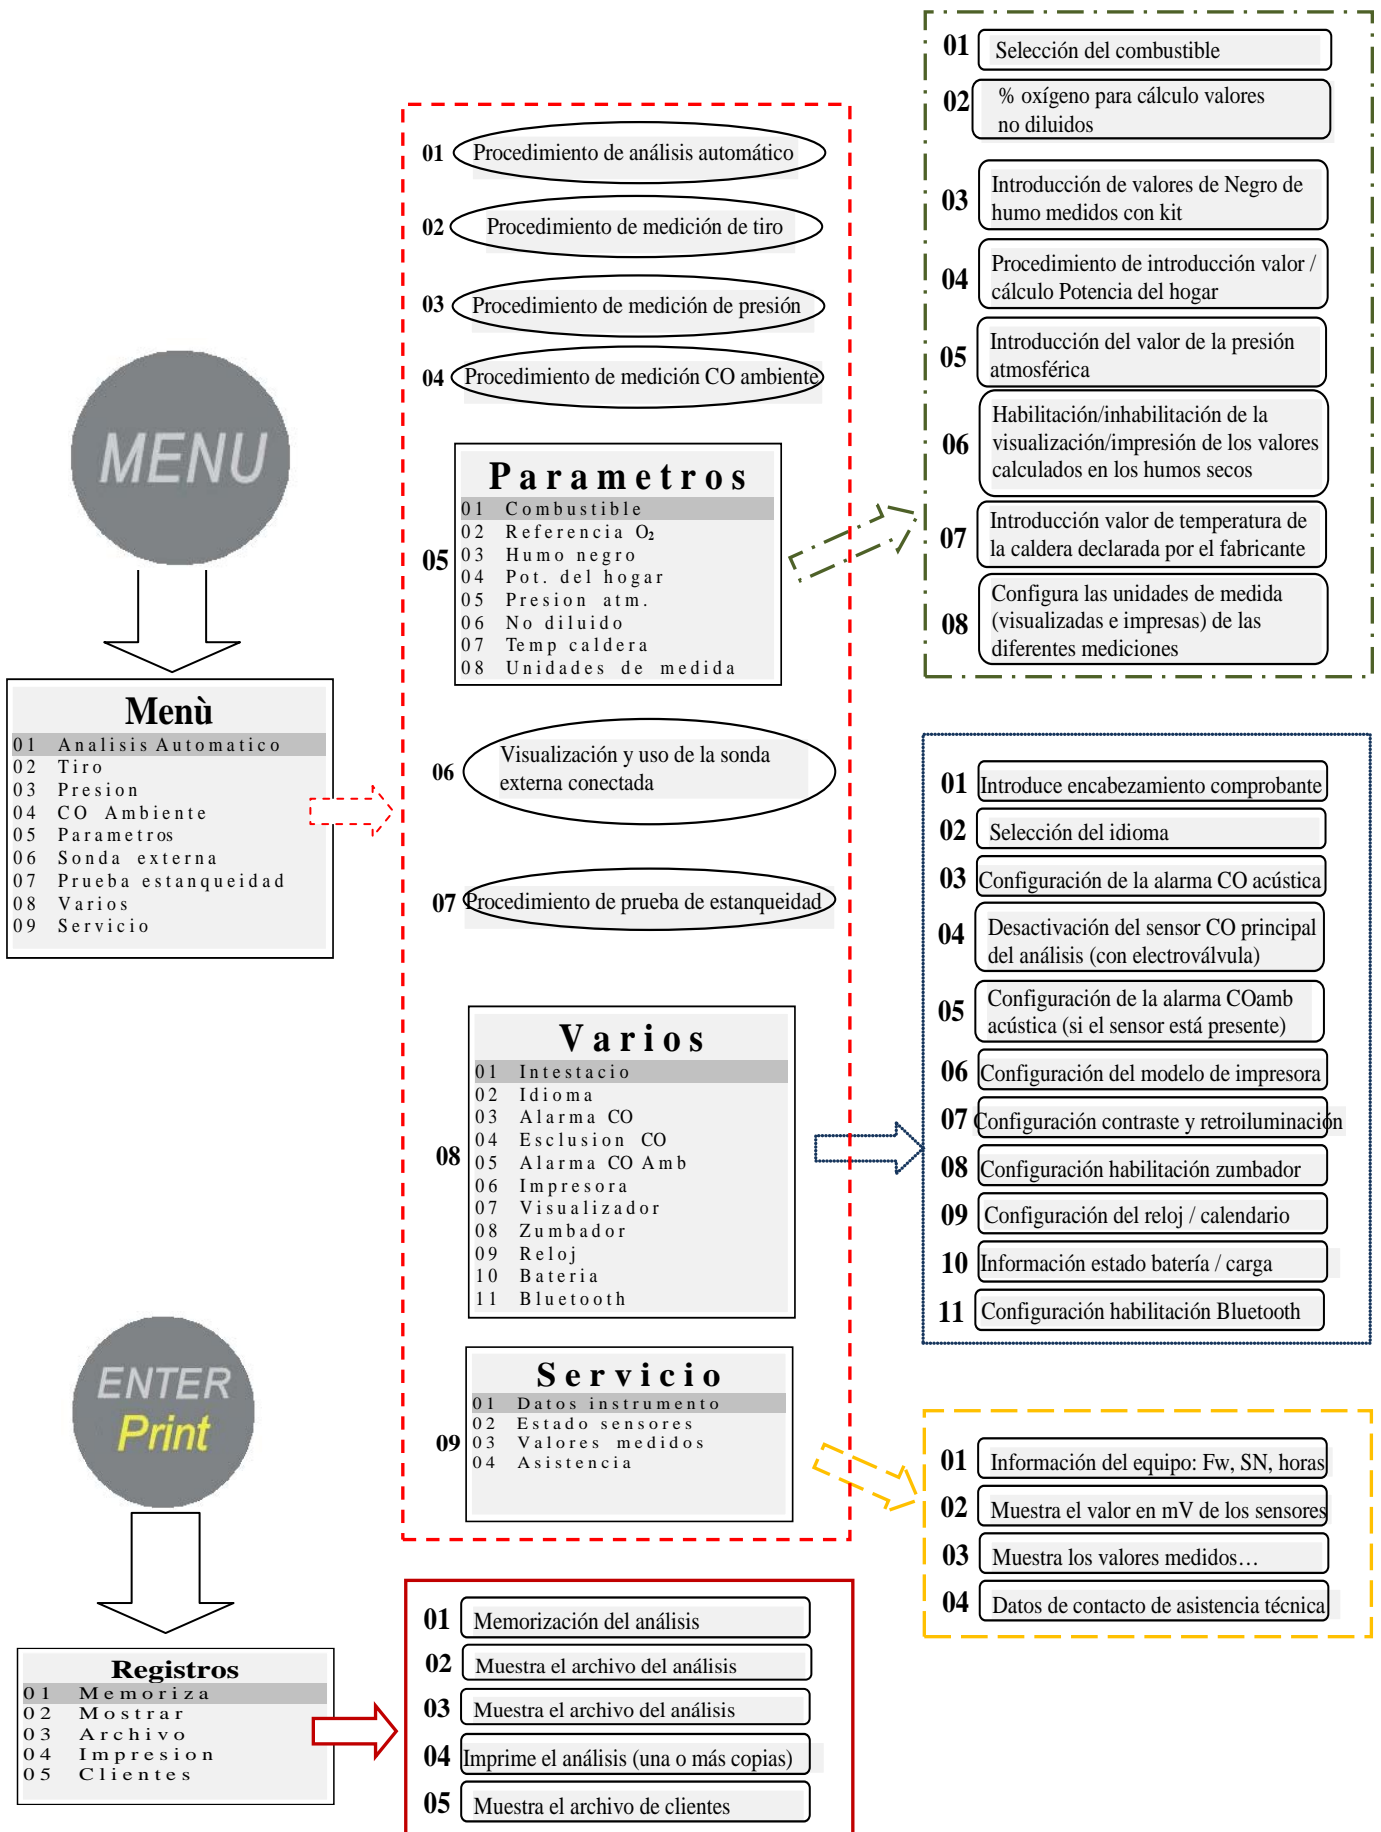 MENU
Menù
01 Analisis Automatico
02 Tiro
03 Presion
04 CO Ambiente
05 Parametros
06 Sonda externa
07 Prueba estanqueidad
08 Varios
09 Servicio
01 Procedimiento de análisis automático
02 Procedimiento de medición de tiro
03 Procedimiento de medición de presión
04 Procedimiento de medición CO ambiente
05
Parametros
01 Combustible
02 Referencia O₂
03 Humo negro
04 Pot. del hogar
05 Presion atm.
06 No diluido
07 Temp caldera
08 Unidades de medida
06 Visualización y uso de la sonda
externa conectada
07 Procedimiento de prueba de estanqueidad
08
Varios
01 Intestacio
02 Idioma
03 Alarma CO
04 Esclusion CO
05 Alarma CO Amb
06 Impresora
07 Visualizador
08 Zumbador
09 Reloj
10 Bateria
11 Bluetooth
09
Servicio
01 Datos instrumento
02 Estado sensores
03 Valores medidos
04 Asistencia
01 Selección del combustible
02 % oxígeno para cálculo valores
no diluidos
03 Introducción de valores de Negro de
humo medidos con kit
04 Procedimiento de introducción valor /
cálculo Potencia del hogar
05 Introducción del valor de la presión
atmosférica
06 Habilitación/inhabilitación de la
visualización/impresión de los valores
calculados en los humos secos
07 Introducción valor de temperatura de
la caldera declarada por el fabricante
08 Configura las unidades de medida
(visualizadas e impresas) de las
diferentes mediciones
01 Introduce encabezamiento comprobante
02 Selección del idioma
03 Configuración de la alarma CO acústica
04 Desactivación del sensor CO principal
del análisis (con electroválvula)
05 Configuración de la alarma COamb
acústica (si el sensor está presente)
06 Configuración del modelo de impresora
07 Configuración contraste y retroiluminación
08 Configuración habilitación zumbador
09 Configuración del reloj / calendario
10 Información estado batería / carga
11 Configuración habilitación Bluetooth
01 Información del equipo: Fw, SN, horas
02 Muestra el valor en mV de los sensores
03 Muestra los valores medidos…
04 Datos de contacto de asistencia técnica
ENTER
Print
Registros
01 Memoriza
02 Mostrar
03 Archivo
04 Impresion
05 Clientes
01 Memorización del análisis
02 Muestra el archivo del análisis
03 Muestra el archivo del análisis
04 Imprime el análisis (una o más copias)
05 Muestra el archivo de clientes